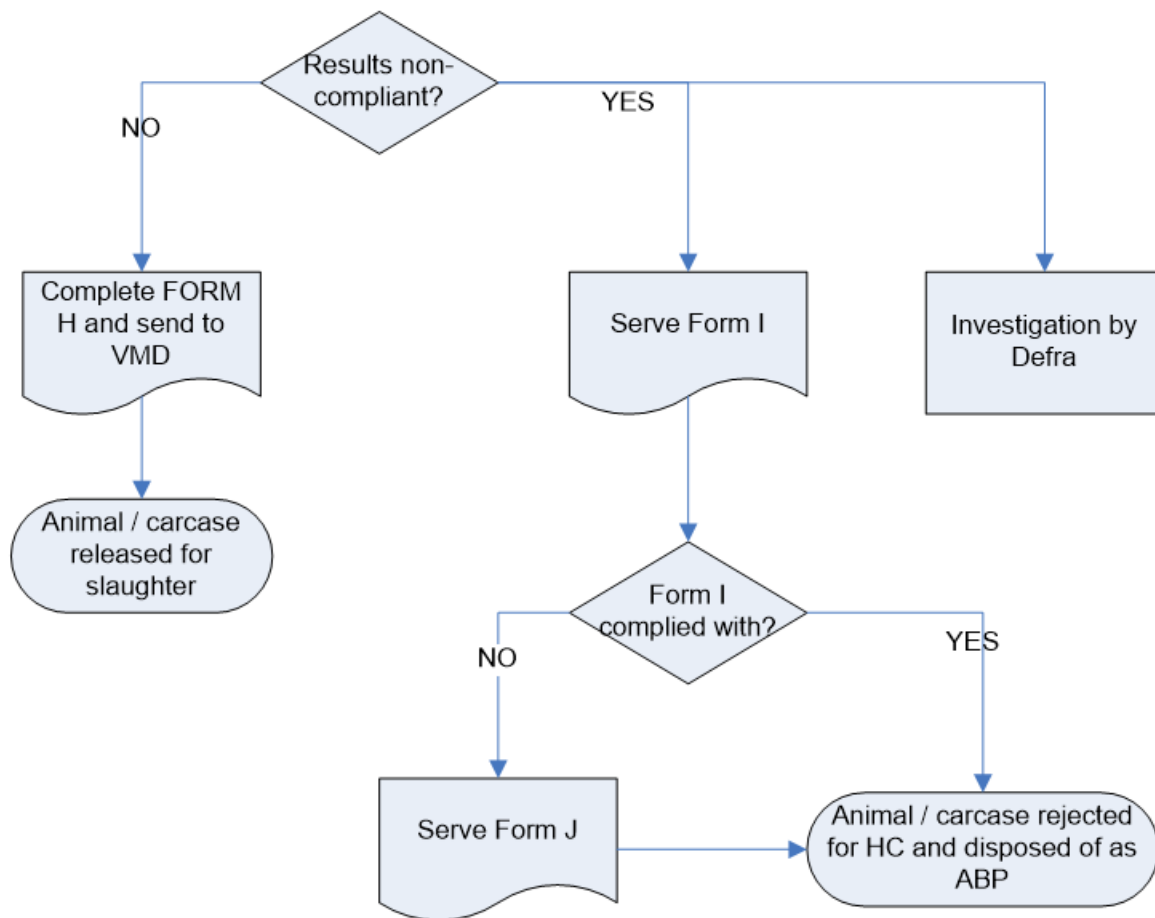 Results non-
compliant?
NO
YES
Complete FORM
H and send to
VMD
Serve Form I
Investigation by
Defra
Animal / carcase
released for
slaughter
Form I
complied with?
NO
YES
Serve Form J
Animal / carcase rejected
for HC and disposed of as
ABP